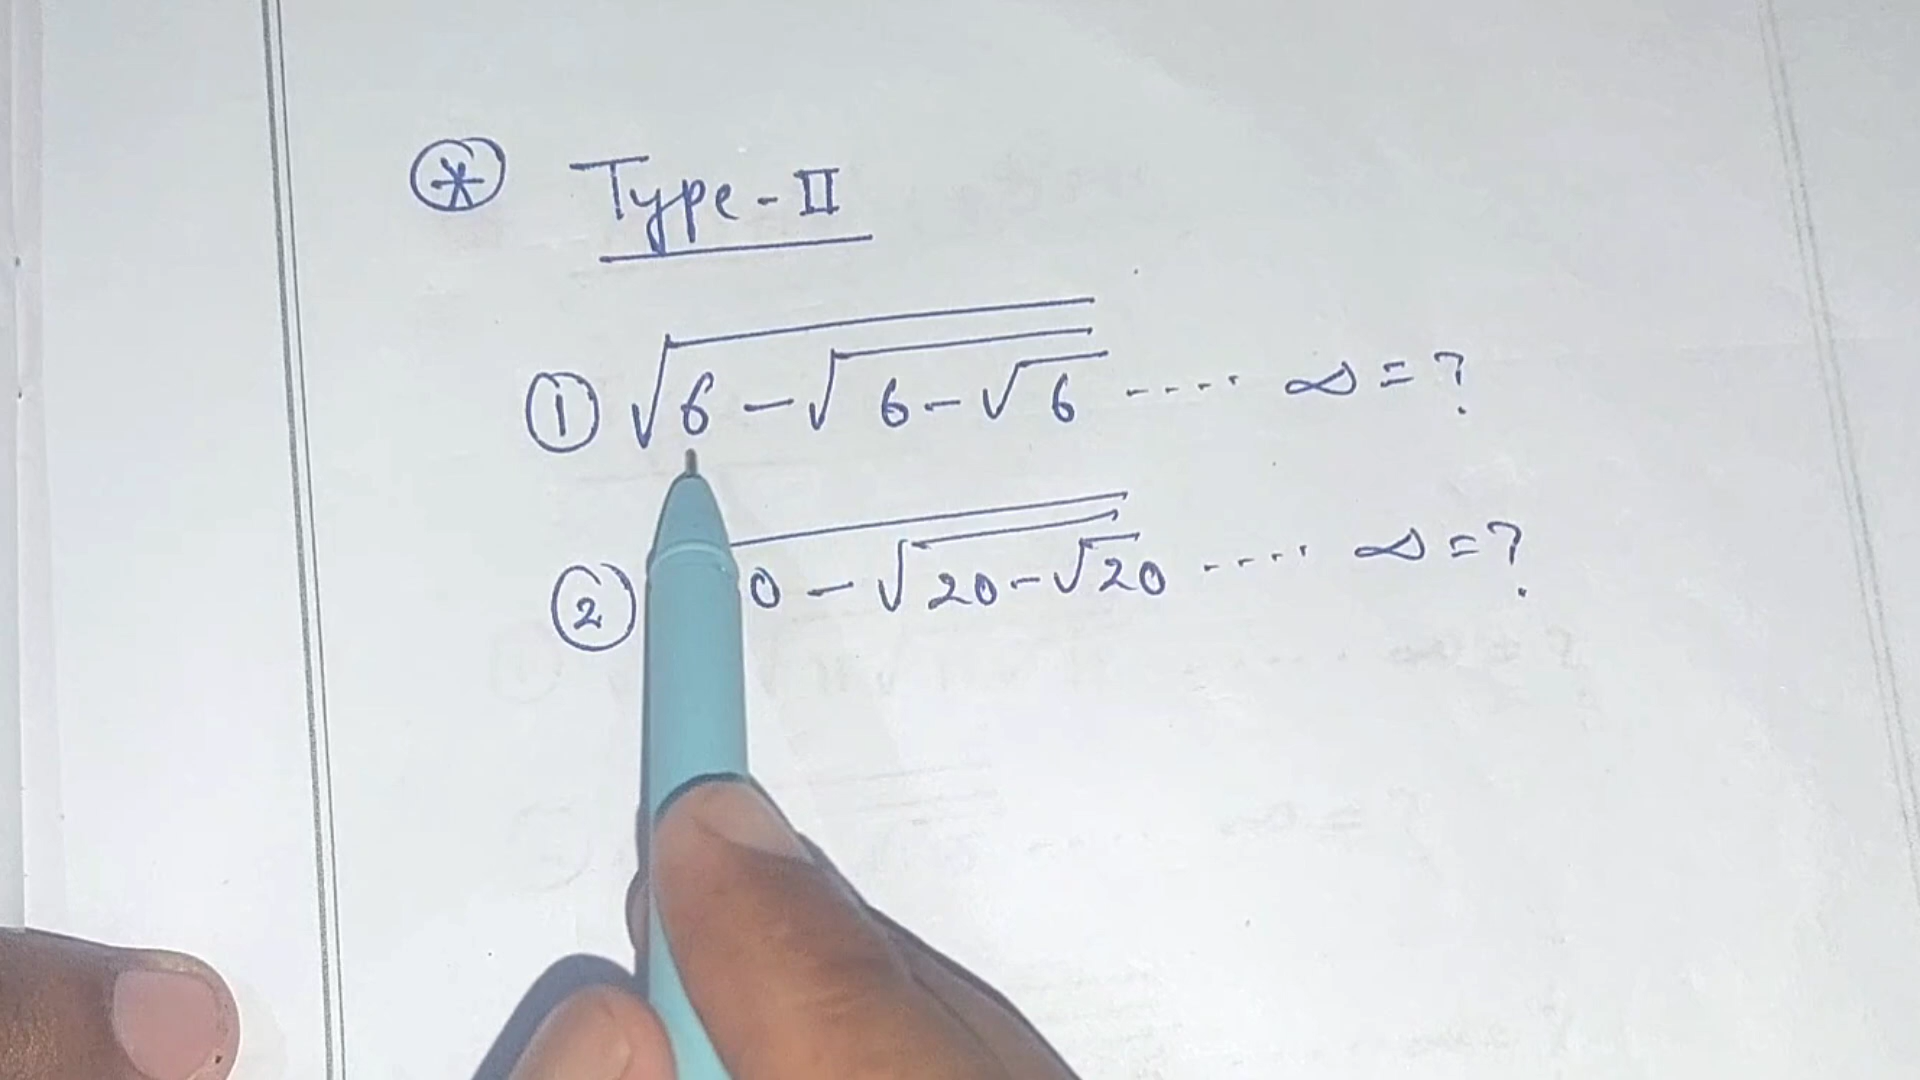 * Type-II
① √6-√6-√6 .... ∞ = ?
② 0-√20-√20 .... ∞ = ?